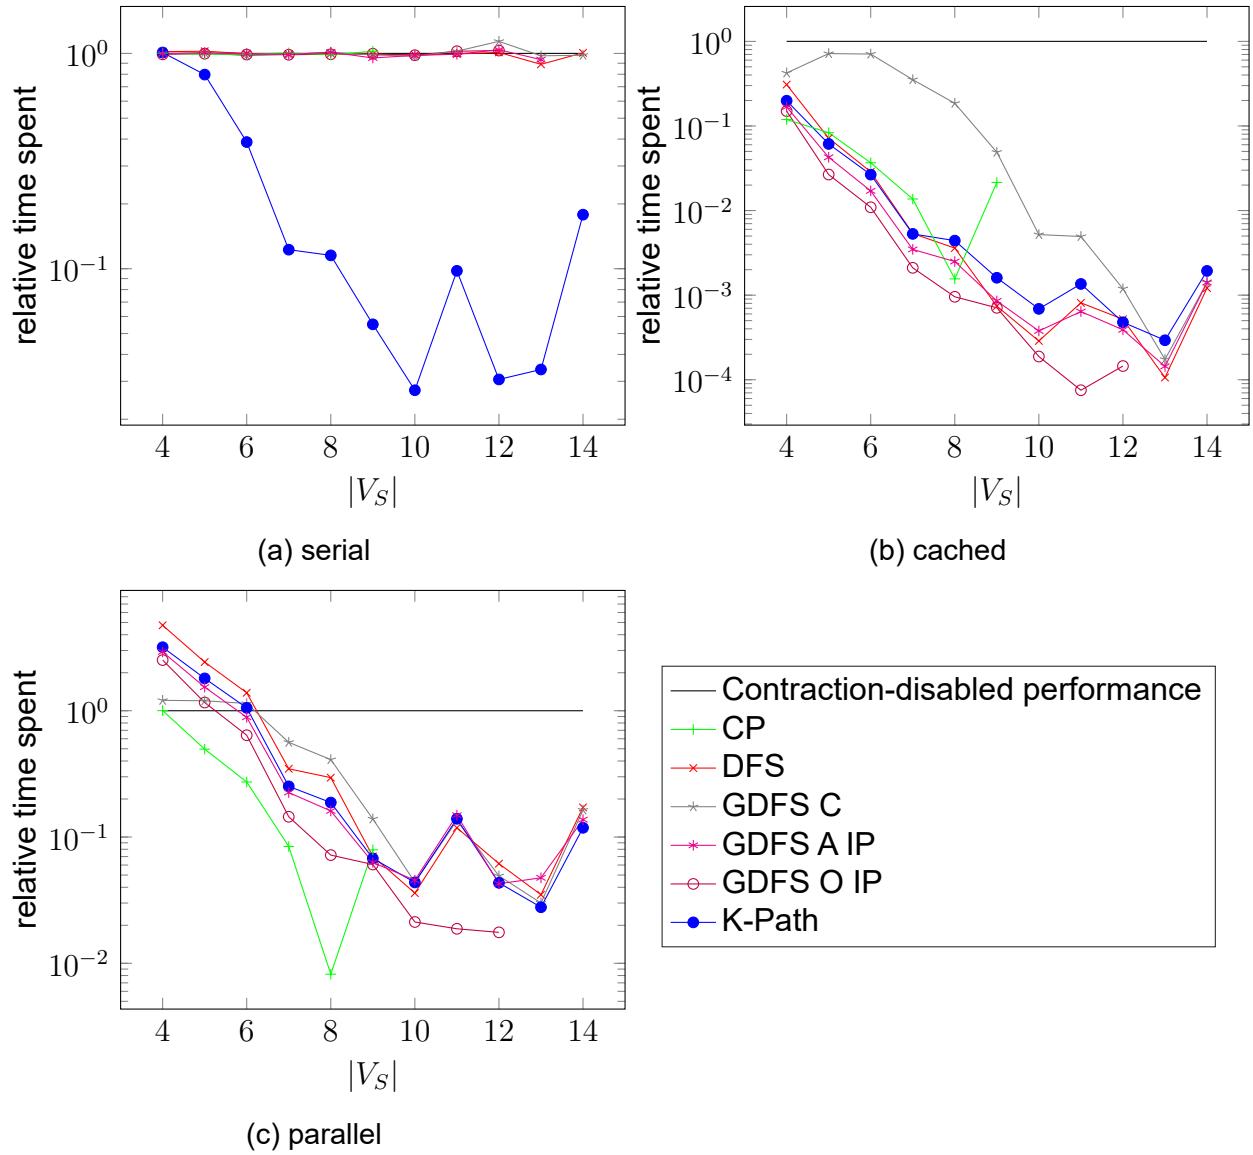 relative time spent
10^0
10^{-1}
4 6 8 10 12 14
|V_S|
(a) serial
relative time spent
10^0
10^{-1}
10^{-2}
10^{-3}
10^{-4}
4 6 8 10 12 14
|V_S|
(b) cached
relative time spent
10^0
10^{-1}
10^{-2}
4 6 8 10 12 14
|V_S|
(c) parallel
Contraction-disabled performance
CP
DFS
GDFS C
GDFS A IP
GDFS O IP
K-Path